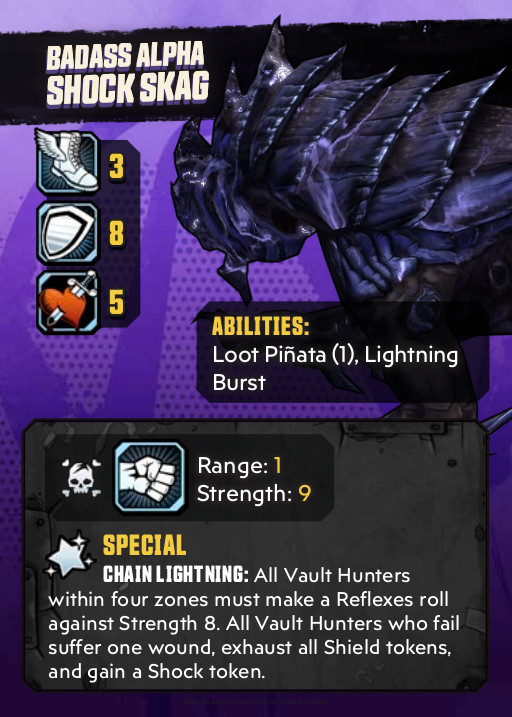 BADASS ALPHA
SHOCK SKAG
3
8
5
ABILITIES:
Loot Piñata (1), Lightning
Burst
Range: 1
Strength: 9
SPECIAL
CHAIN LIGHTNING: All Vault Hunters
within four zones must make a Reflexes roll
against Strength 8. All Vault Hunters who fail
suffer one wound, exhaust all Shield tokens,
and gain a Shock token.